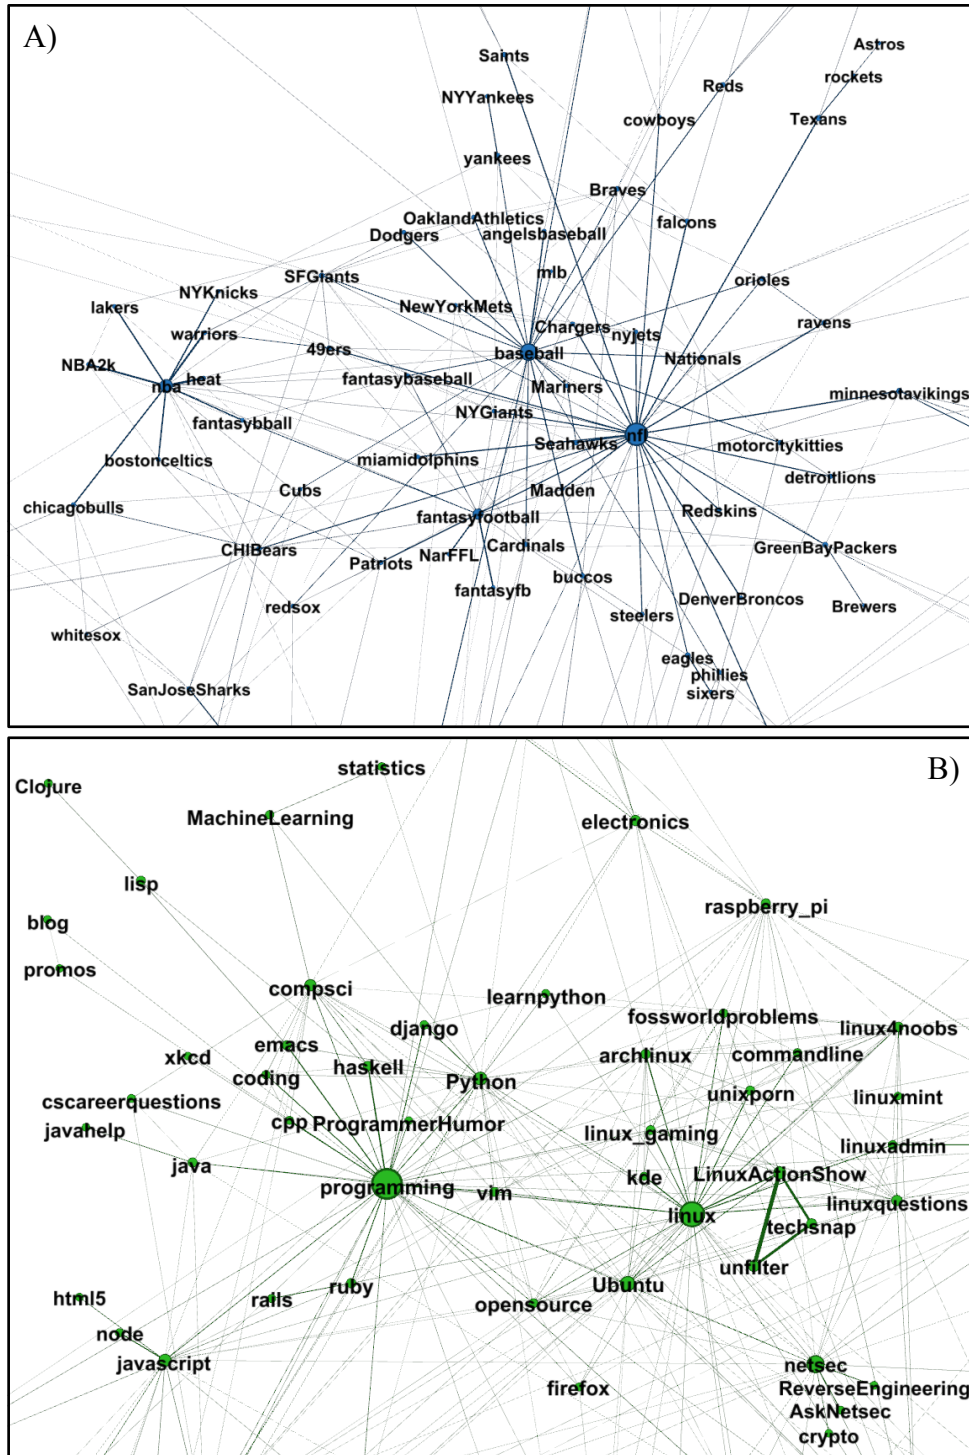 A)
Saints
Astros
rockets
Reds
NYYankees
cowboys
Texans
yankees
Braves
OaklandAthletics
falcons
Dodgers
angelsbaseball
mlb
SFGiants
orioles
NYKnicks
lakers
NewYorkMets
ravens
warriors
Chargers
nyjets
49ers
baseball
Nationals
NBA2k
nba
heat
fantasybaseball
Mariners
minnesotavikings
fantasybball
NYGiants
nfl
Seahawks
motorcitykitties
bostonceltics
miamidolphins
detroitlions
Cubs
Madden
chicagobulls
fantasyfootball
Redskins
CHIBears
Cardinals
GreenBayPackers
Patriots
NarFFL
buccos
fantasyfb
DenverBroncos
redsox
steelers
Brewers
whitesox
eagles
phillies
SanJoseSharks
sixers
B)
statistics
Clojure
MachineLearning
electronics
lisp
raspberry_pi
blog
promos
compsci
learnpython
django
fossworldproblems
linux4noobs
xkcd
emacs
haskell
archlinux
commandline
coding
Python
unixporn
linuxmint
cscareerquestions
cpp
ProgrammerHumor
javahelp
linux_gaming
linuxadmin
java
programming
vim
kde
LinuxActionShow
linuxquestions
linux
techsnap
unfilter
html5
rails
ruby
opensource
Ubuntu
node
javascript
netsec
firefox
ReverseEngineering
AskNetsec
crypto